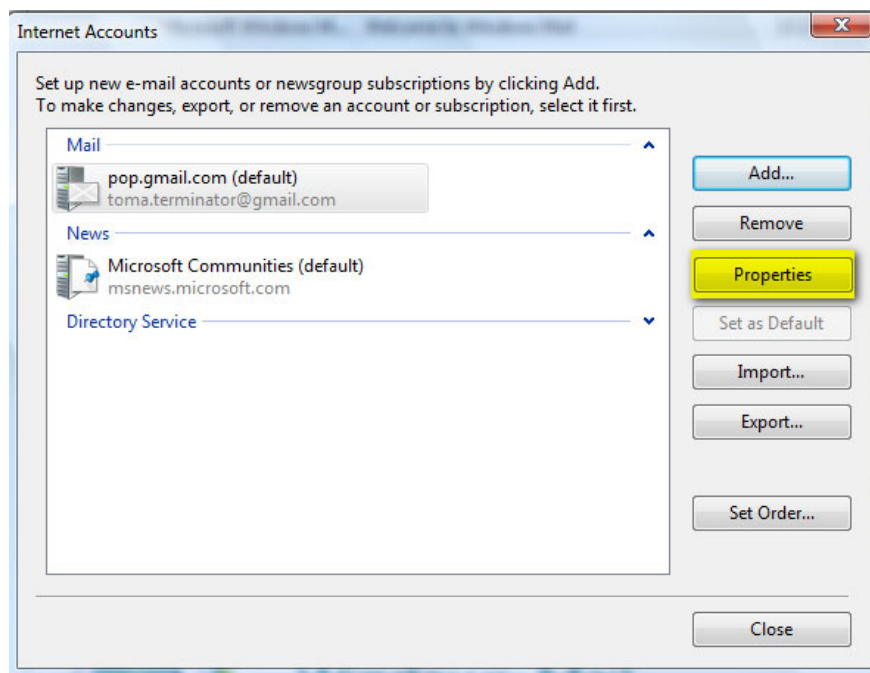 Internet Accounts
Set up new e-mail accounts or newsgroup subscriptions by clicking Add.
To make changes, export, or remove an account or subscription, select it first.
Mail
pop.gmail.com (default)
toma.terminator@gmail.com
News
Microsoft Communities (default)
msnews.microsoft.com
Directory Service
Add...
Remove
Properties
Set as Default
Import...
Export...
Set Order...
Close